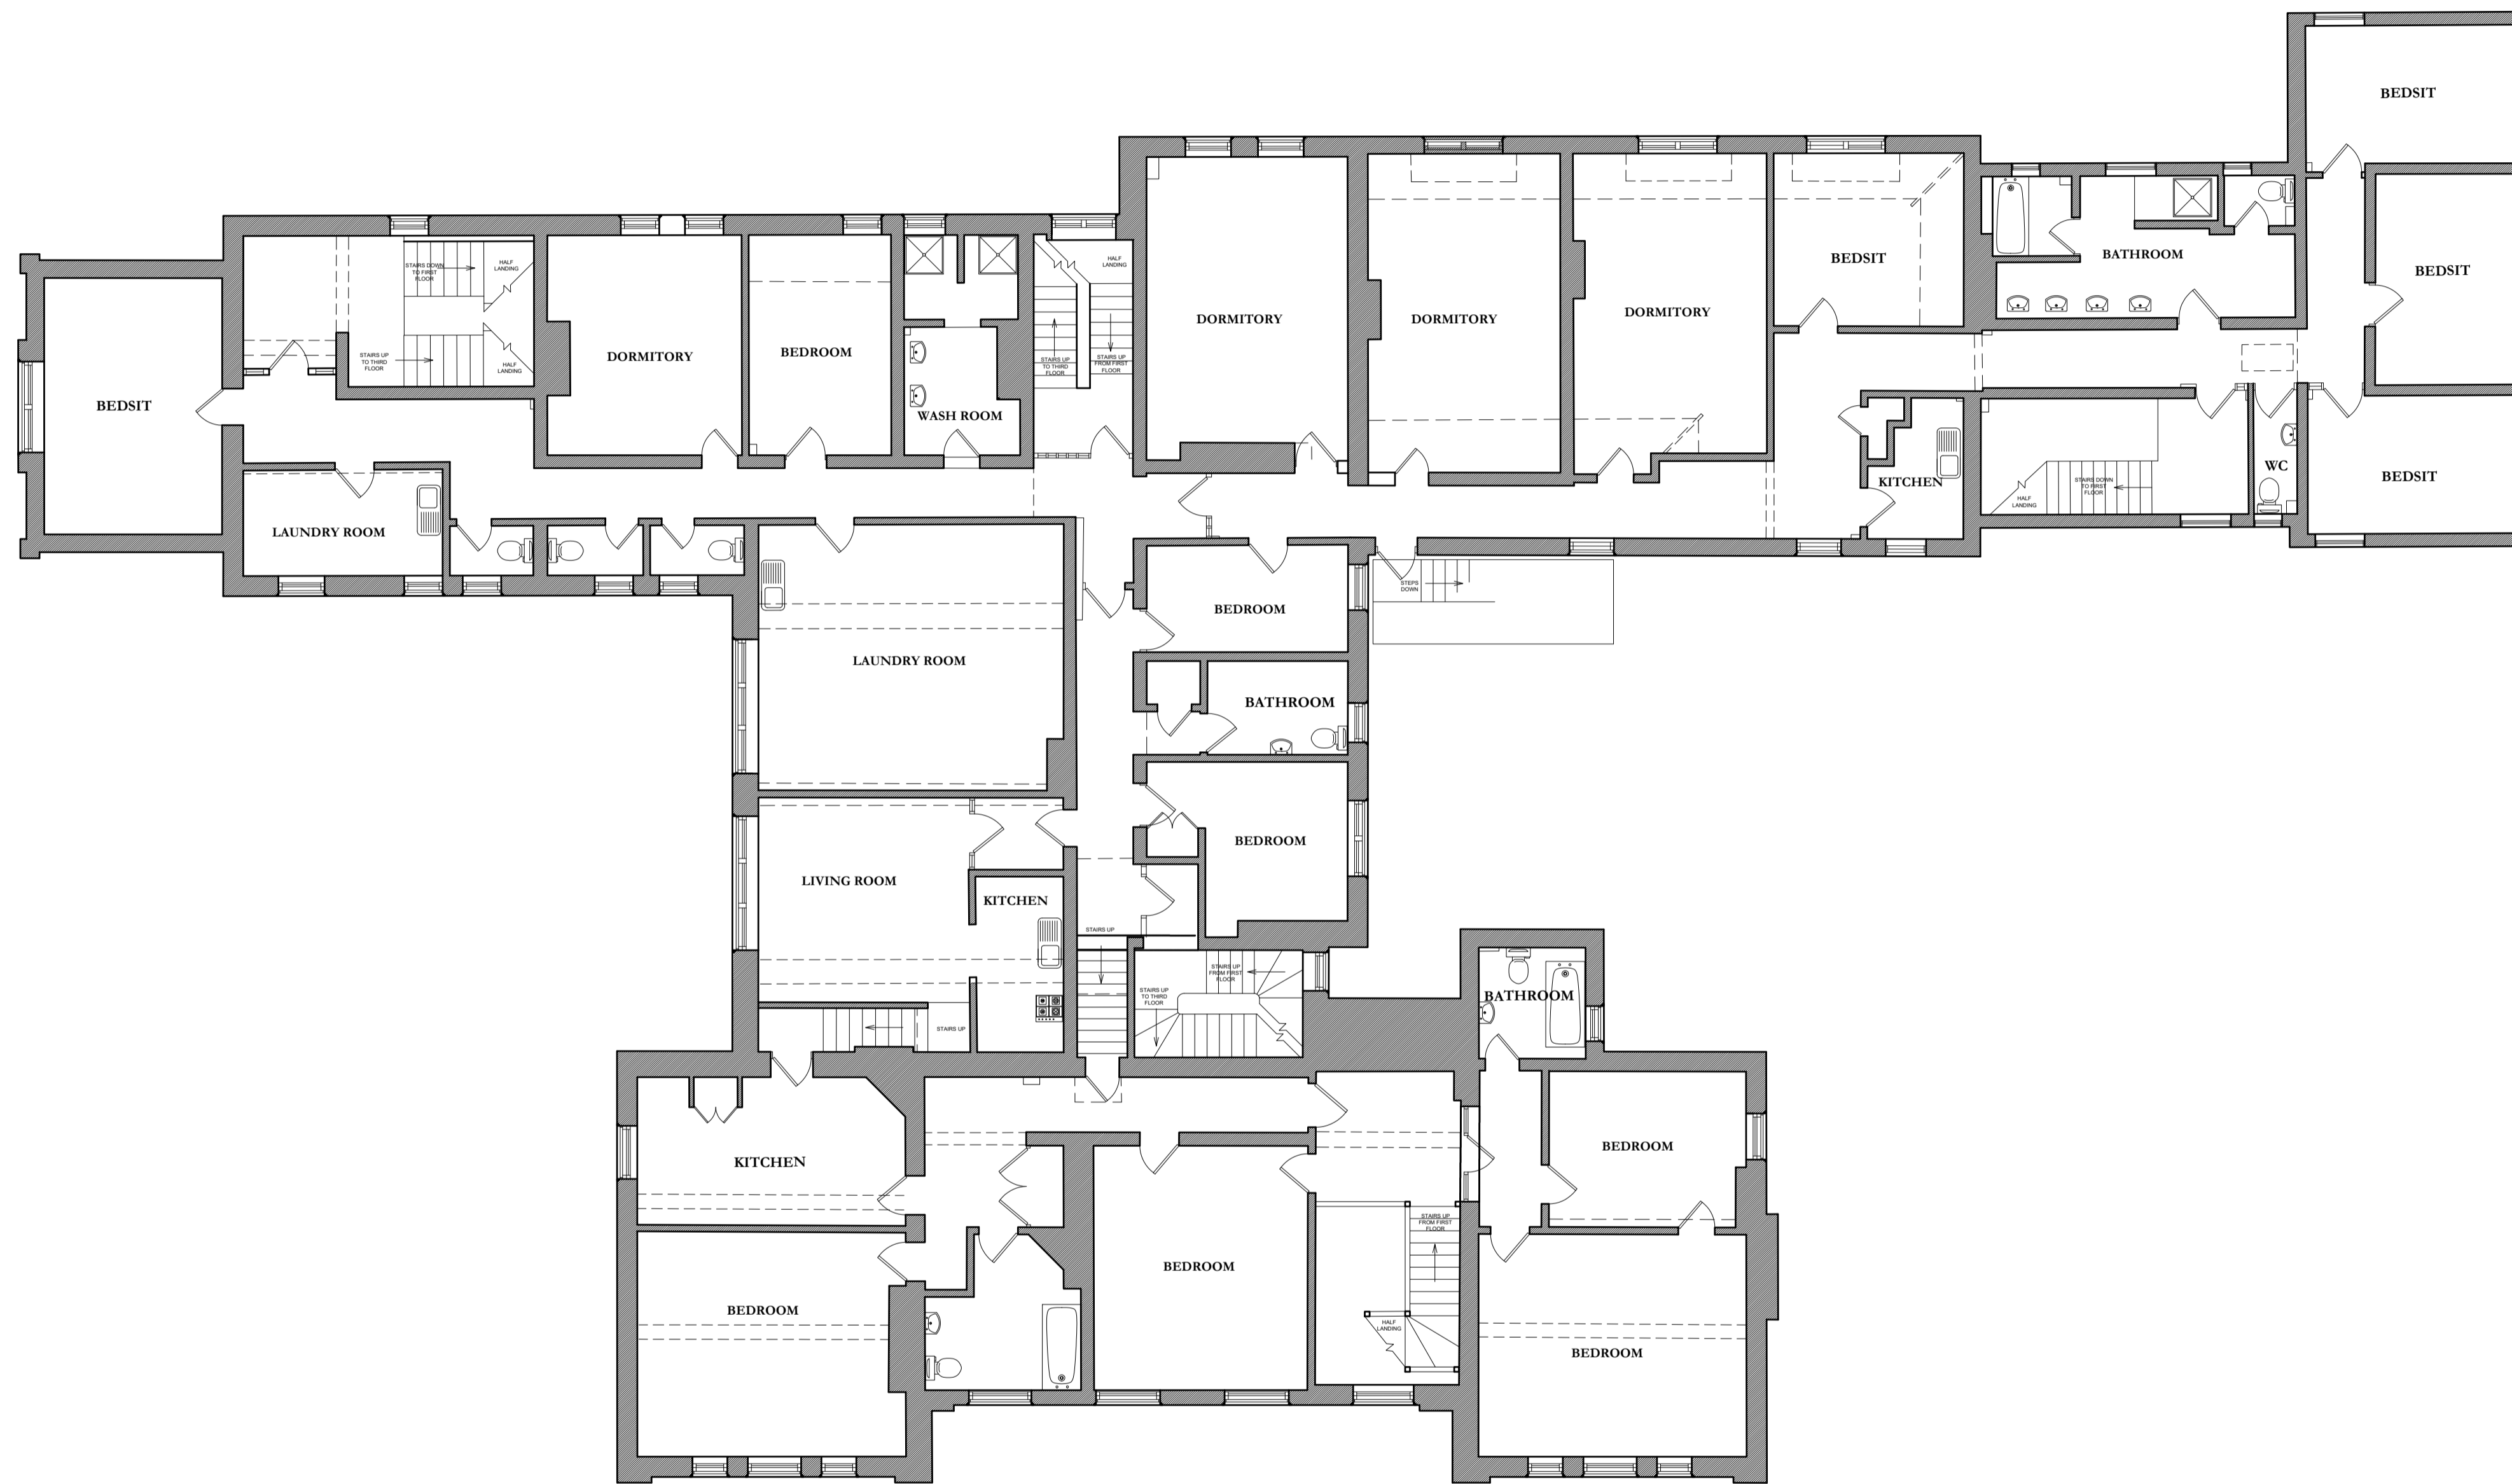 BEDSIT
BEDSIT
BEDSIT
BATHROOM
BEDSIT
STAIRS DOWN
TO FIRST
FLOOR
HALF
LANDING
HALF
LANDING
DORMITORY
DORMITORY
DORMITORY
DORMITORY
BEDROOM
STAIRS UP
TO THIRD
FLOOR
HALF
LANDING
STAIRS UP
TO THIRD
FLOOR
STAIRS UP
FROM FIRST
FLOOR
BEDSIT
WASH ROOM
WC
BEDSIT
KITCHEN
STAIRS DOWN
TO FIRST
FLOOR
HALF
LANDING
LAUNDRY ROOM
STEPS
DOWN
BEDROOM
LAUNDRY ROOM
BATHROOM
BEDROOM
LIVING ROOM
KITCHEN
STAIRS UP
STAIRS UP
FROM FIRST
FLOOR
STAIRS UP
TO THIRD
FLOOR
BATHROOM
STAIRS UP
BEDROOM
KITCHEN
STAIRS UP
FROM FIRST
FLOOR
BEDROOM
BEDROOM
HALF
LANDING
BEDROOM